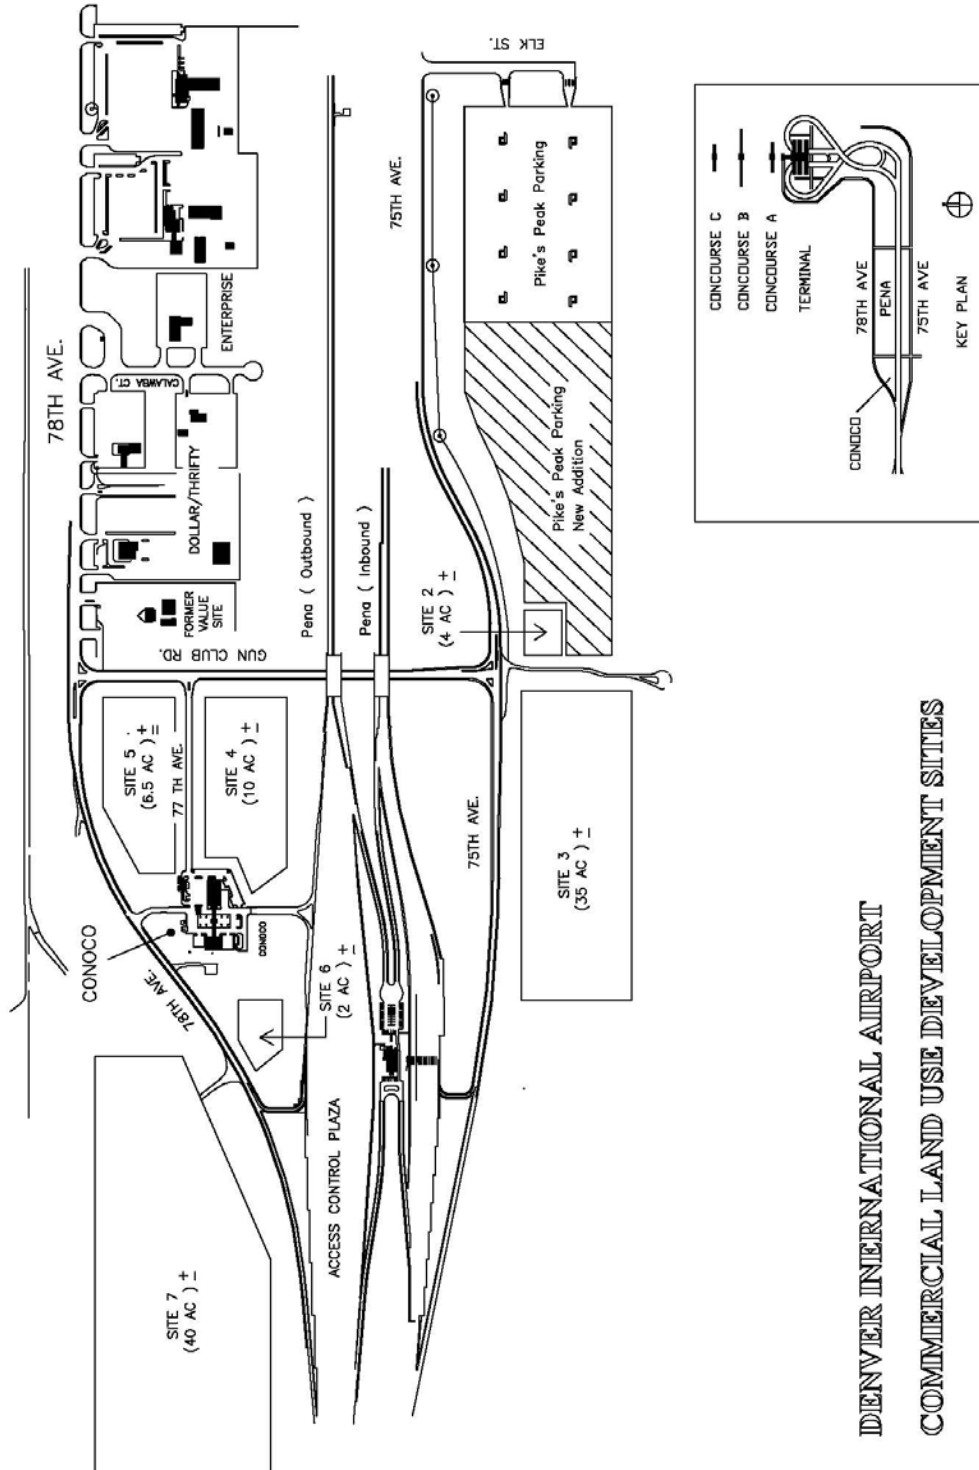 78TH AVE.
ENTERPRISE
CALAWBA CT.
DOLLAR/THRIFTY
FORMER
VALUE
SITE
GUN CLUB RD.
Pena ( Outbound )
Pena ( Inbound )
75TH AVE.
ELK ST.
Pike's Peak Parking
Pike's Peak Parking
New Addition
SITE 2
(4 AC ) ±
SITE 5
(6.5 AC ) ±
77 TH AVE.
SITE 4
(10 AC ) ±
75TH AVE.
SITE 3
(35 AC ) ±
CONOCO
CONOCO
78TH AVE.
SITE 6
(2 AC ) ±
ACCESS CONTROL PLAZA
SITE 7
(40 AC ) ±
CONCOURSE C
CONCOURSE B
CONCOURSE A
TERMINAL
78TH AVE
PENA
75TH AVE
CONOCO
KEY PLAN
DENVER INERNATIONAL AIRPORT
COMMERCIAL LAND USE DEVELOPMENT SITES